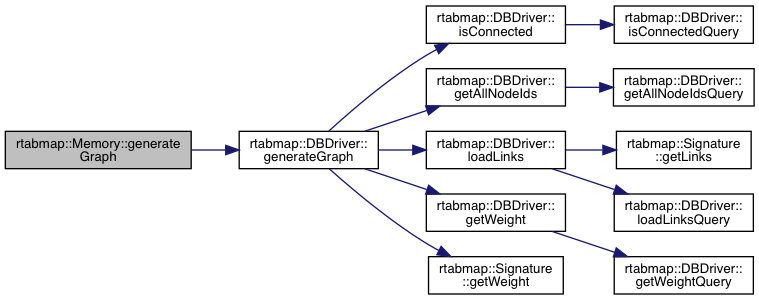 rtabmap::Memory::generate
Graph
rtabmap::DBDriver::
generateGraph
rtabmap::DBDriver::
isConnected
rtabmap::DBDriver::
isConnectedQuery
rtabmap::DBDriver::
getAllNodeIds
rtabmap::DBDriver::
getAllNodeIdsQuery
rtabmap::DBDriver::
loadLinks
rtabmap::Signature
::getLinks
rtabmap::DBDriver::
loadLinksQuery
rtabmap::DBDriver::
getWeight
rtabmap::DBDriver::
getWeightQuery
rtabmap::Signature
::getWeight